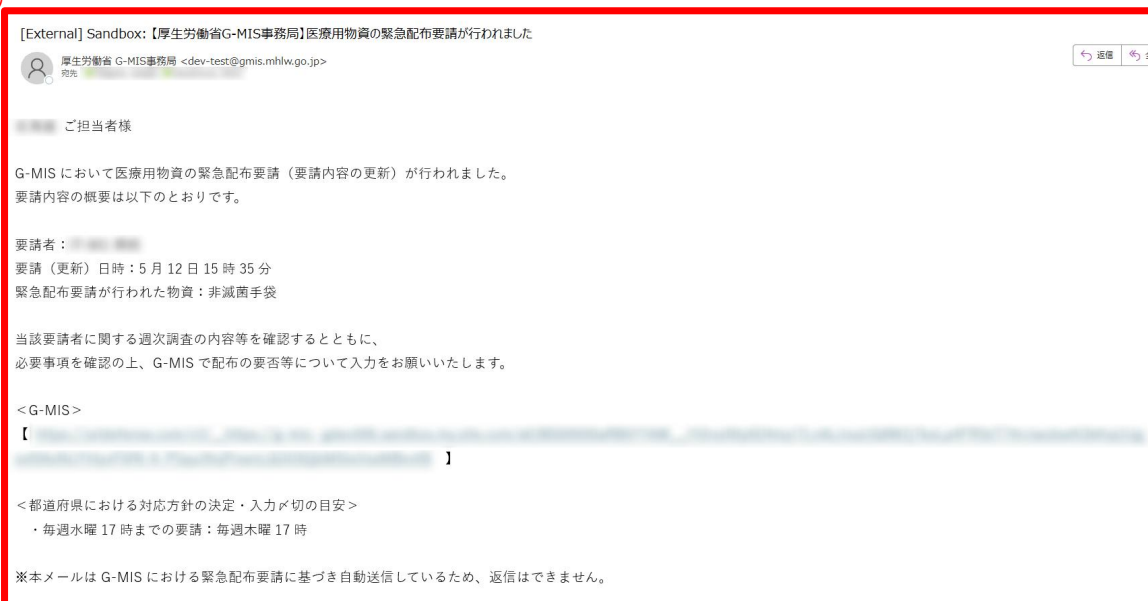 [External] Sandbox: 【厚生労働省G-MIS事務局】医療用物資の緊急配布要請が行われました
厚生労働省 G-MIS事務局 <dev-test@gmis.mhlw.go.jp>
宛先
返信
ご担当者様
G-MIS において医療用物資の緊急配布要請（要請内容の更新）が行われました。
要請内容の概要は以下のとおりです。
要請者：
要請（更新）日時：5 月 12 日 15 時 35 分
緊急配布要請が行われた物資：非滅菌手袋
当該要請者に関する週次調査の内容等を確認するとともに、
必要事項を確認の上、G-MIS で配布の要否等について入力をお願いいたします。
＜G-MIS＞
【
】
＜都道府県における対応方針の決定・入力〆切の目安＞
・毎週水曜 17 時までの要請：毎週木曜 17 時
※本メールは G-MIS における緊急配布要請に基づき自動送信しているため、返信はできません。